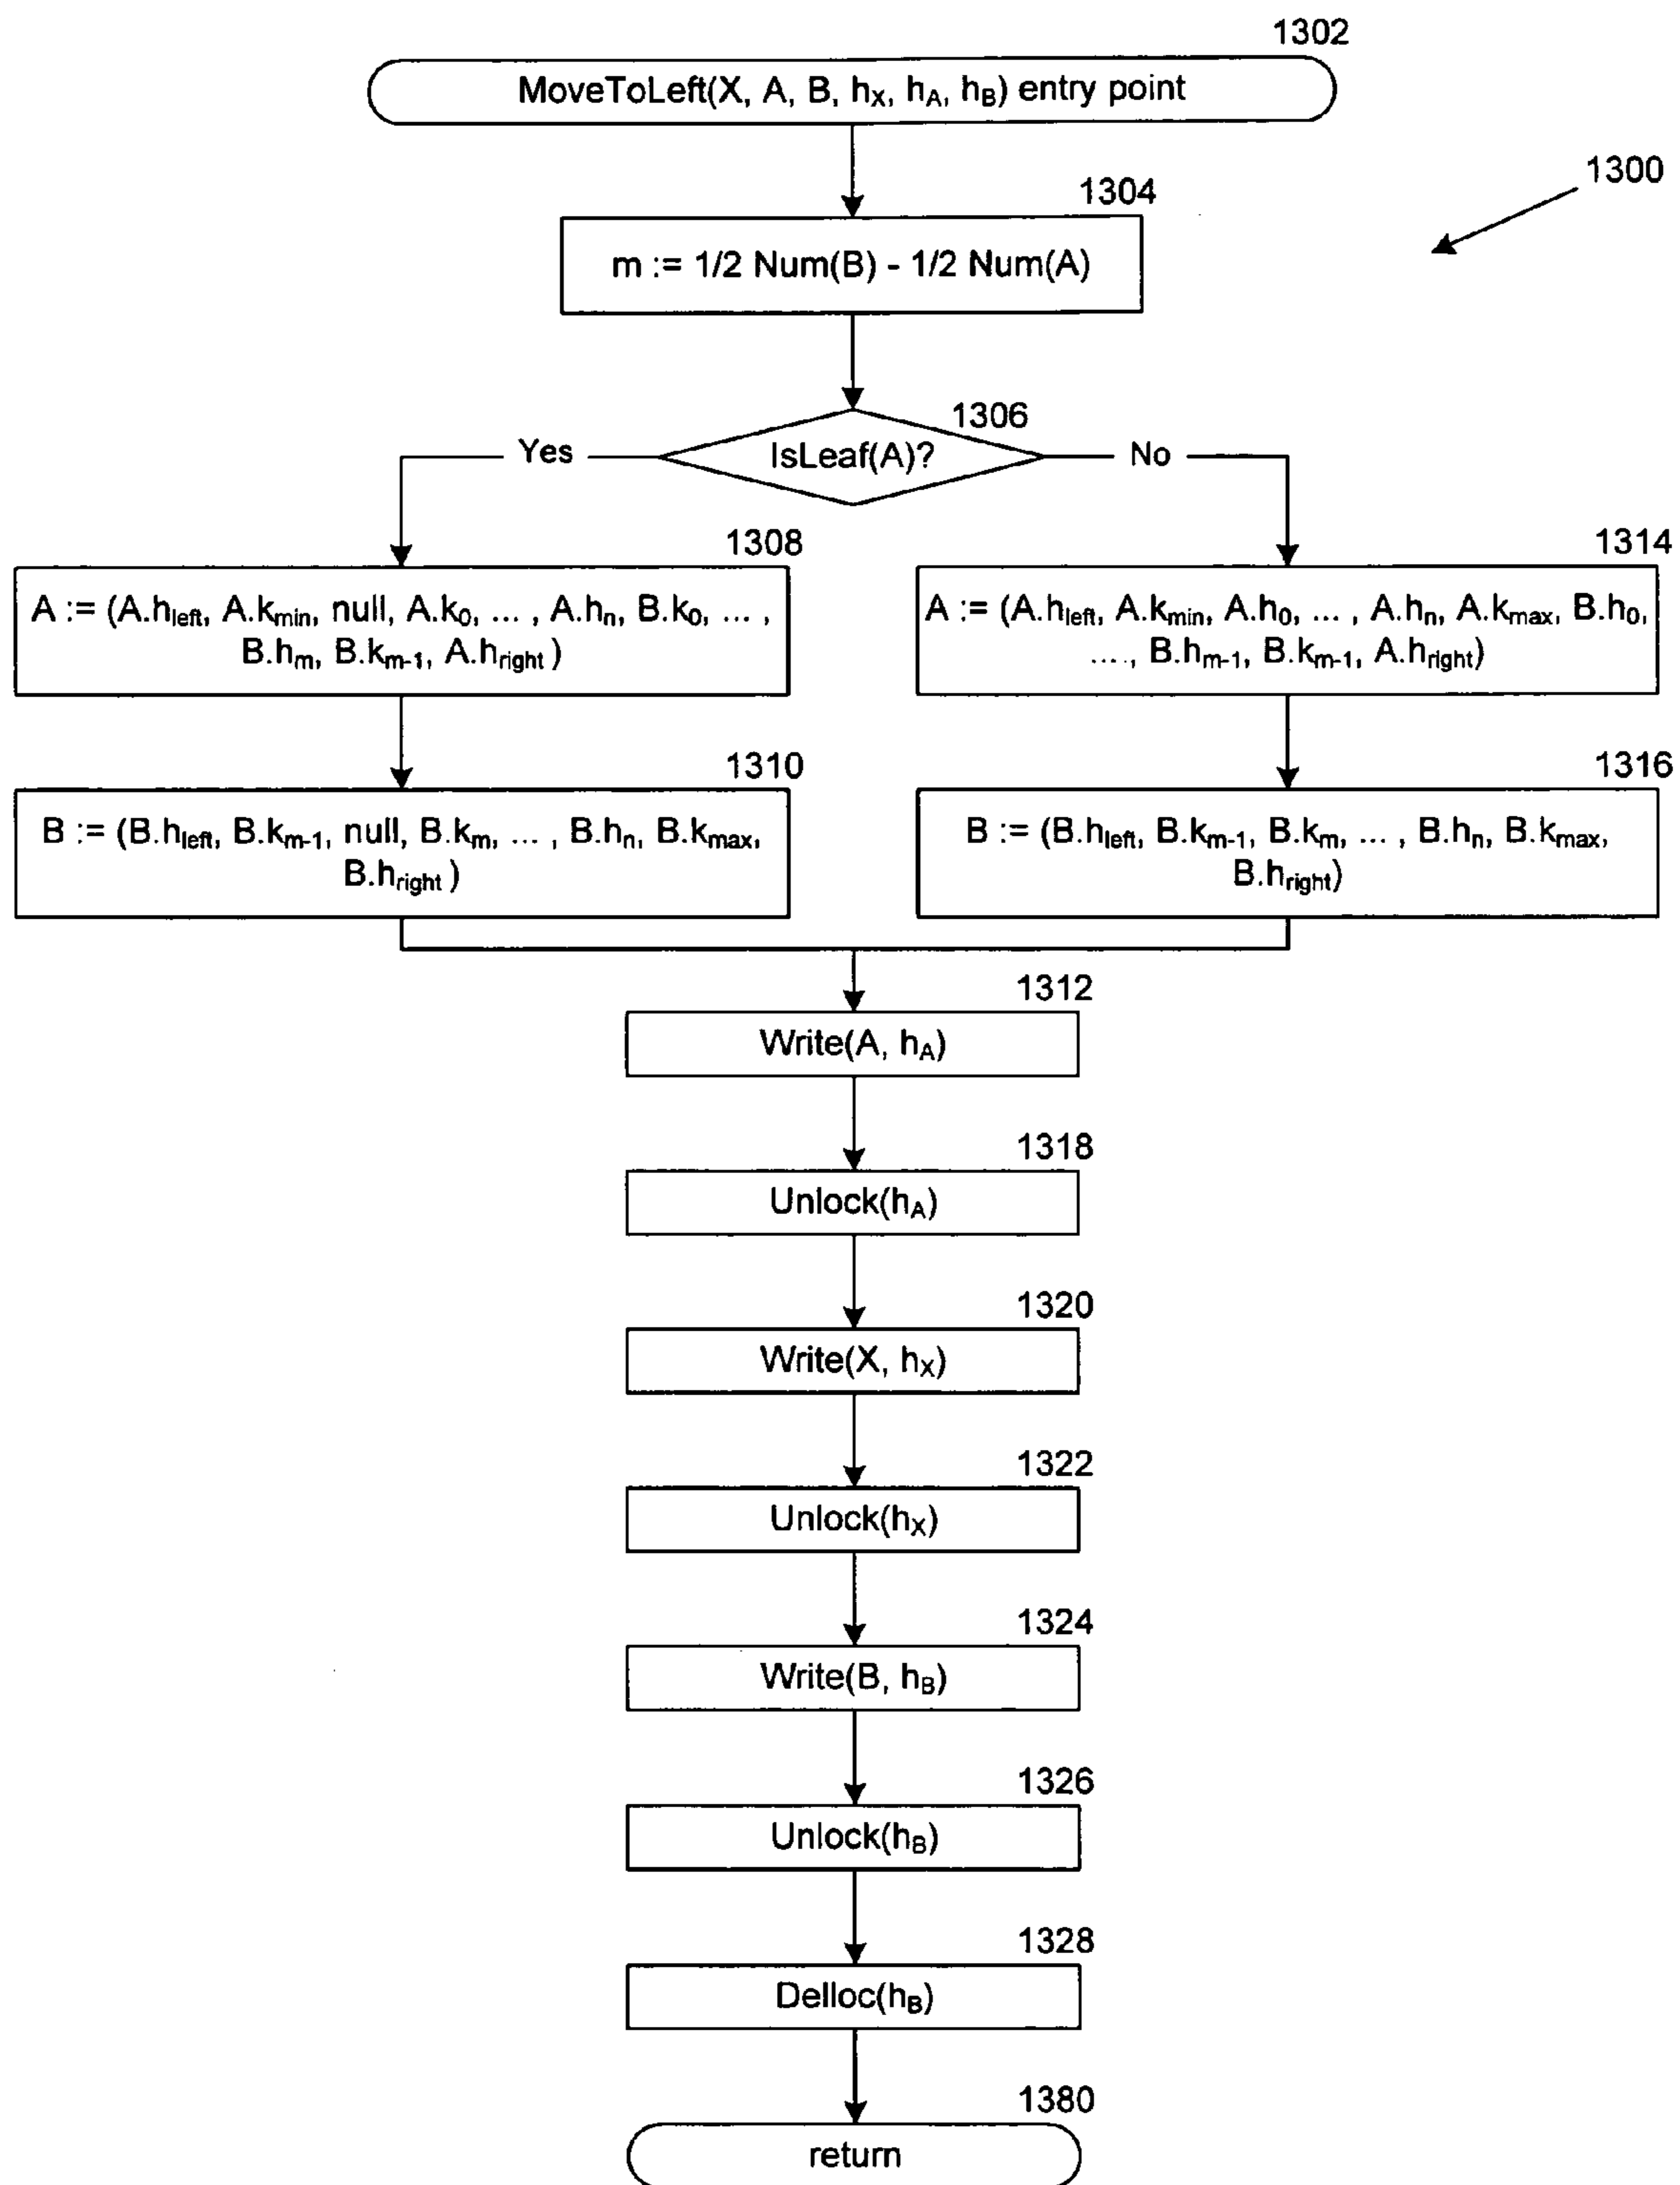 1302
MoveToLeft(X, A, B, hX, hA, hB) entry point
1300
1304
m := 1/2 Num(B) - 1/2 Num(A)
1306
Yes
IsLeaf(A)?
No
1308
A := (A.hleft, A.kmin, null, A.k0, ... , A.hn, B.k0, ... ,
B.hm, B.km-1, A.hright )
1314
A := (A.hleft, A.kmin, A.h0, ... , A.hn, A.kmax, B.h0,
...., B.hm-1, B.km-1, A.hright)
1310
B := (B.hleft, B.km-1, null, B.km, ... , B.hn, B.kmax,
B.hright )
1316
B := (B.hleft, B.km-1, B.km, ... , B.hn, B.kmax,
B.hright)
1312
Write(A, hA)
1318
Unlock(hA)
1320
Write(X, hX)
1322
Unlock(hX)
1324
Write(B, hB)
1326
Unlock(hB)
1328
Delloc(hB)
1380
return